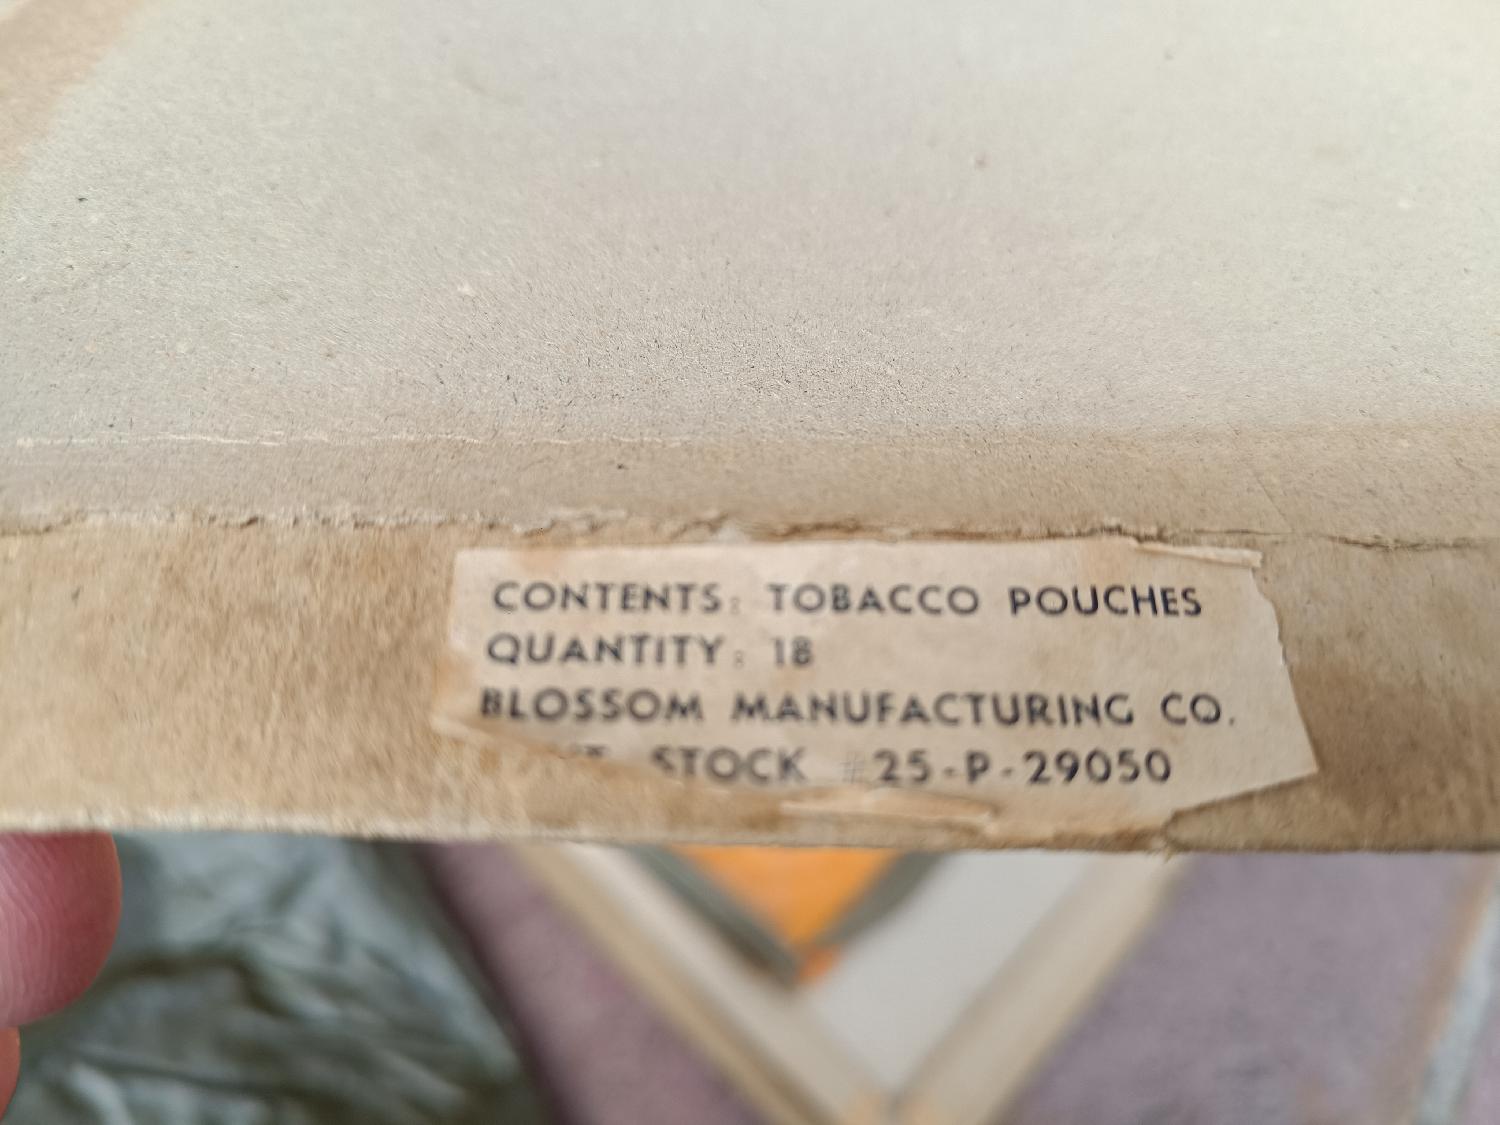 CONTENTS: TOBACCO POUCHES
QUANTITY: 18
BLOSSOM MANUFACTURING CO.
STOCK #25-P-29050